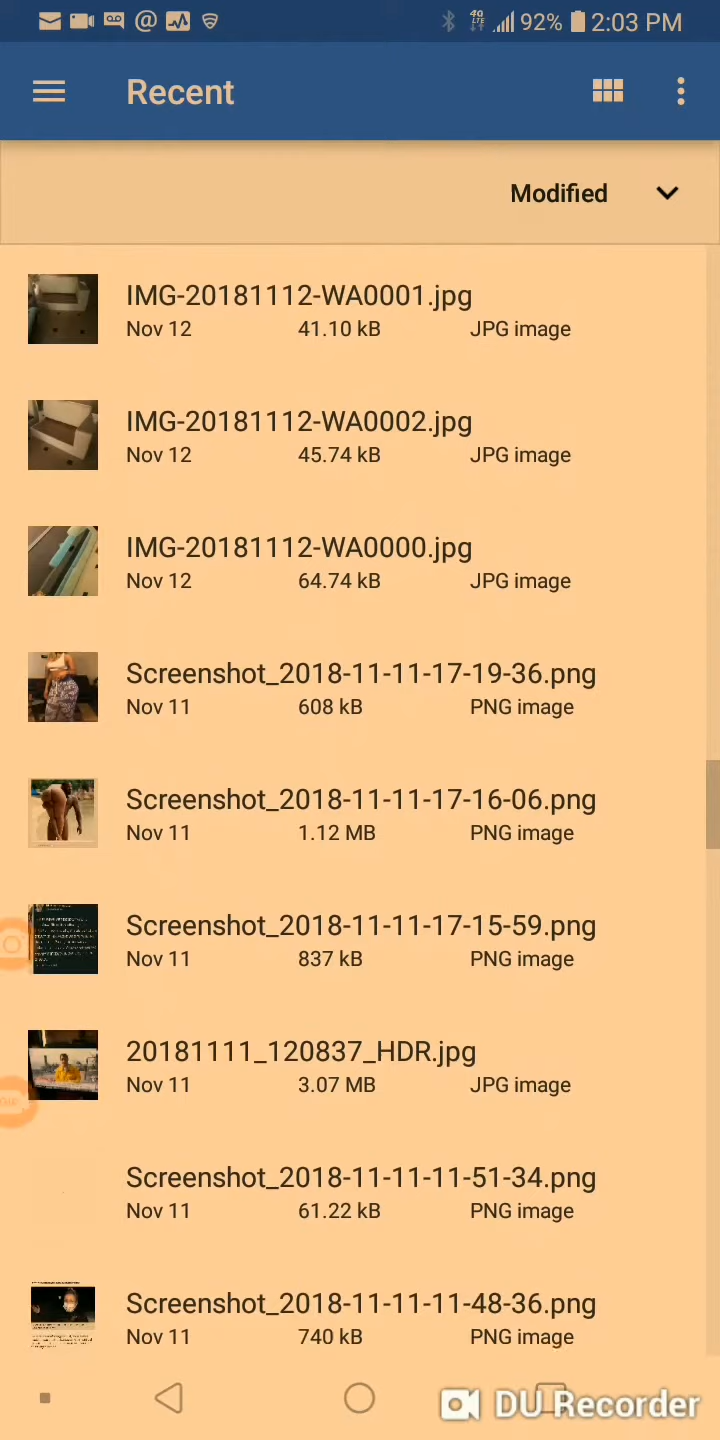 92% 2:03 PM
Recent
Modified
IMG-20181112-WA0001.jpg
Nov 12 41.10 kB JPG image
IMG-20181112-WA0002.jpg
Nov 12 45.74 kB JPG image
IMG-20181112-WA0000.jpg
Nov 12 64.74 kB JPG image
Screenshot_2018-11-11-17-19-36.png
Nov 11 608 kB PNG image
Screenshot_2018-11-11-17-16-06.png
Nov 11 1.12 MB PNG image
Screenshot_2018-11-11-17-15-59.png
Nov 11 837 kB PNG image
20181111_120837_HDR.jpg
Nov 11 3.07 MB JPG image
Screenshot_2018-11-11-11-51-34.png
Nov 11 61.22 kB PNG image
Screenshot_2018-11-11-11-48-36.png
Nov 11 740 kB PNG image
DU Recorder